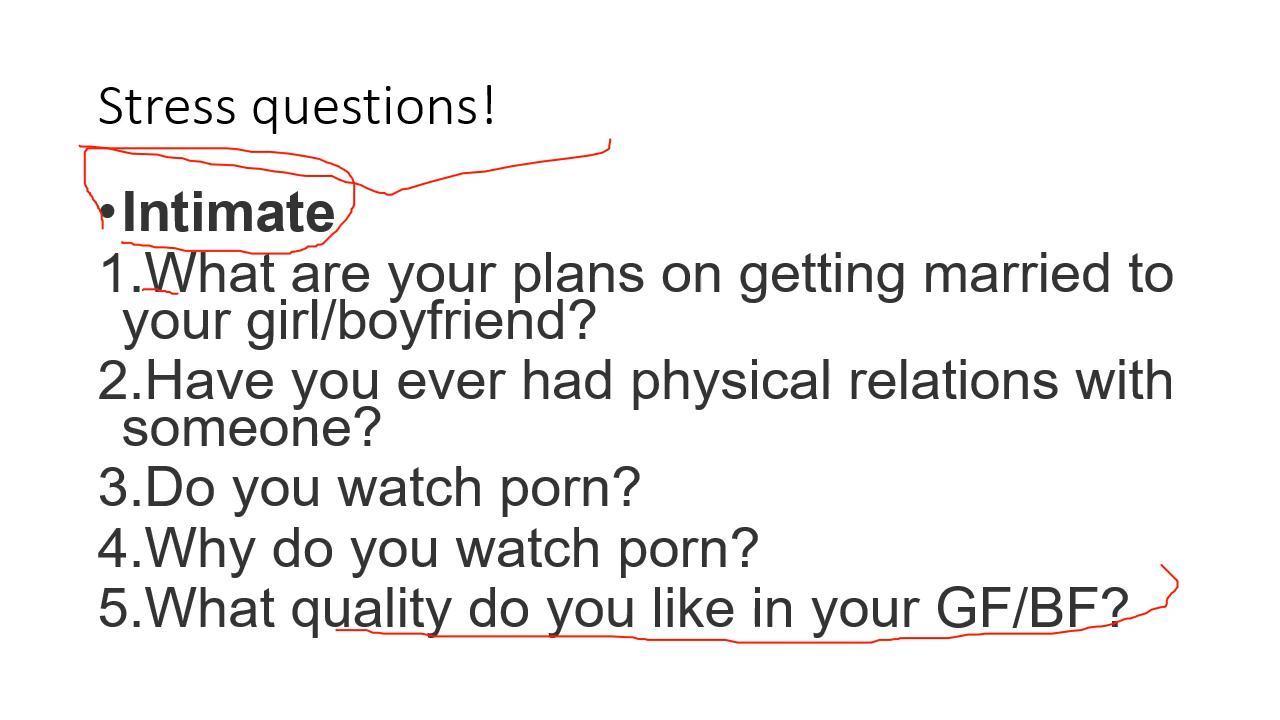 Stress questions!
•Intimate
1.What are your plans on getting married to
your girl/boyfriend?
2.Have you ever had physical relations with
someone?
3.Do you watch porn?
4.Why do you watch porn?
5.What quality do you like in your GF/BF?